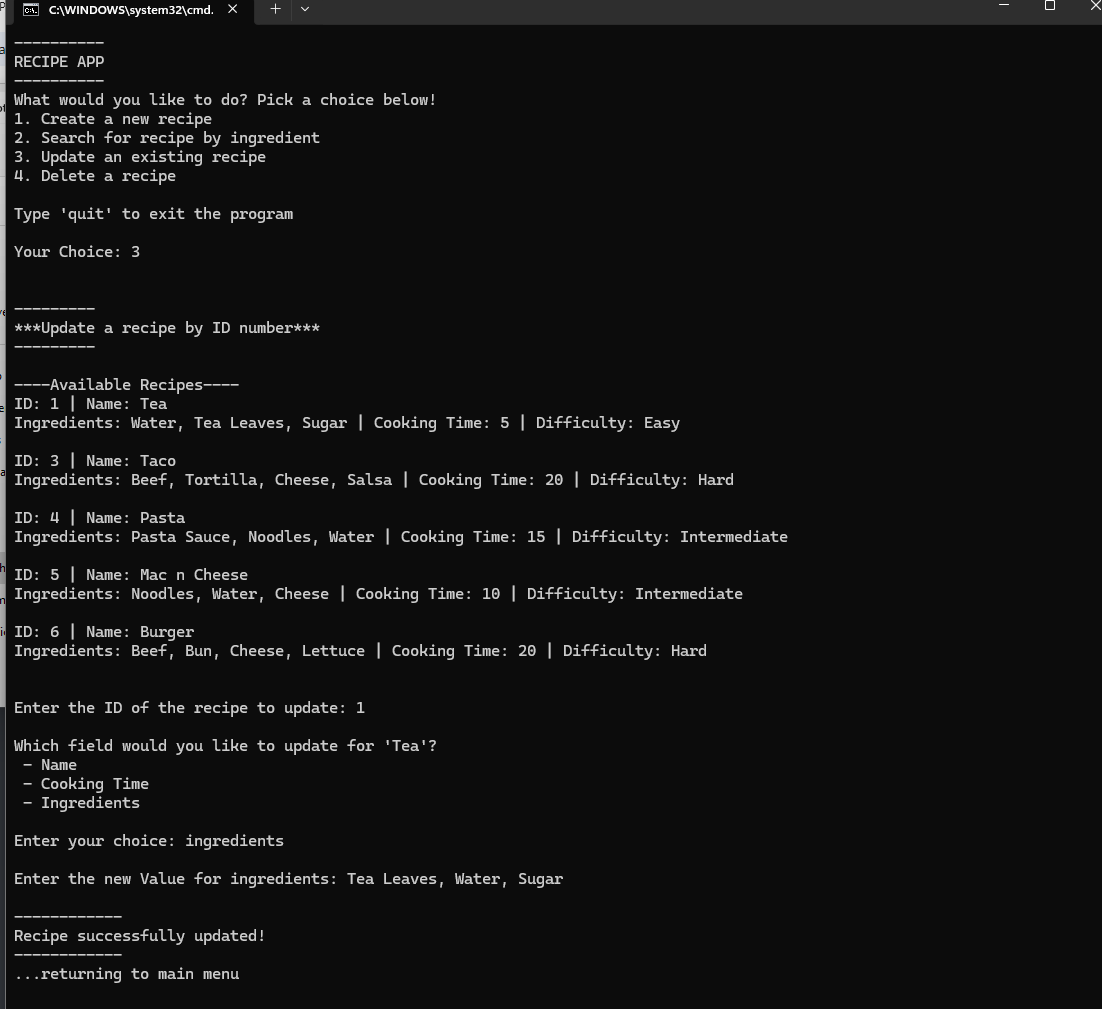 C:\WINDOWS\system32\cmd.
----------
RECIPE APP
----------
What would you like to do? Pick a choice below!
1. Create a new recipe
2. Search for recipe by ingredient
3. Update an existing recipe
4. Delete a recipe
Type 'quit' to exit the program
Your Choice: 3
---------
***Update a recipe by ID number***
---------
----Available Recipes----
ID: 1 | Name: Tea
Ingredients: Water, Tea Leaves, Sugar | Cooking Time: 5 | Difficulty: Easy
ID: 3 | Name: Taco
Ingredients: Beef, Tortilla, Cheese, Salsa | Cooking Time: 20 | Difficulty: Hard
ID: 4 | Name: Pasta
Ingredients: Pasta Sauce, Noodles, Water | Cooking Time: 15 | Difficulty: Intermediate
ID: 5 | Name: Mac n Cheese
Ingredients: Noodles, Water, Cheese | Cooking Time: 10 | Difficulty: Intermediate
ID: 6 | Name: Burger
Ingredients: Beef, Bun, Cheese, Lettuce | Cooking Time: 20 | Difficulty: Hard
Enter the ID of the recipe to update: 1
Which field would you like to update for 'Tea'?
- Name
- Cooking Time
- Ingredients
Enter your choice: ingredients
Enter the new Value for ingredients: Tea Leaves, Water, Sugar
------------
Recipe successfully updated!
------------
...returning to main menu